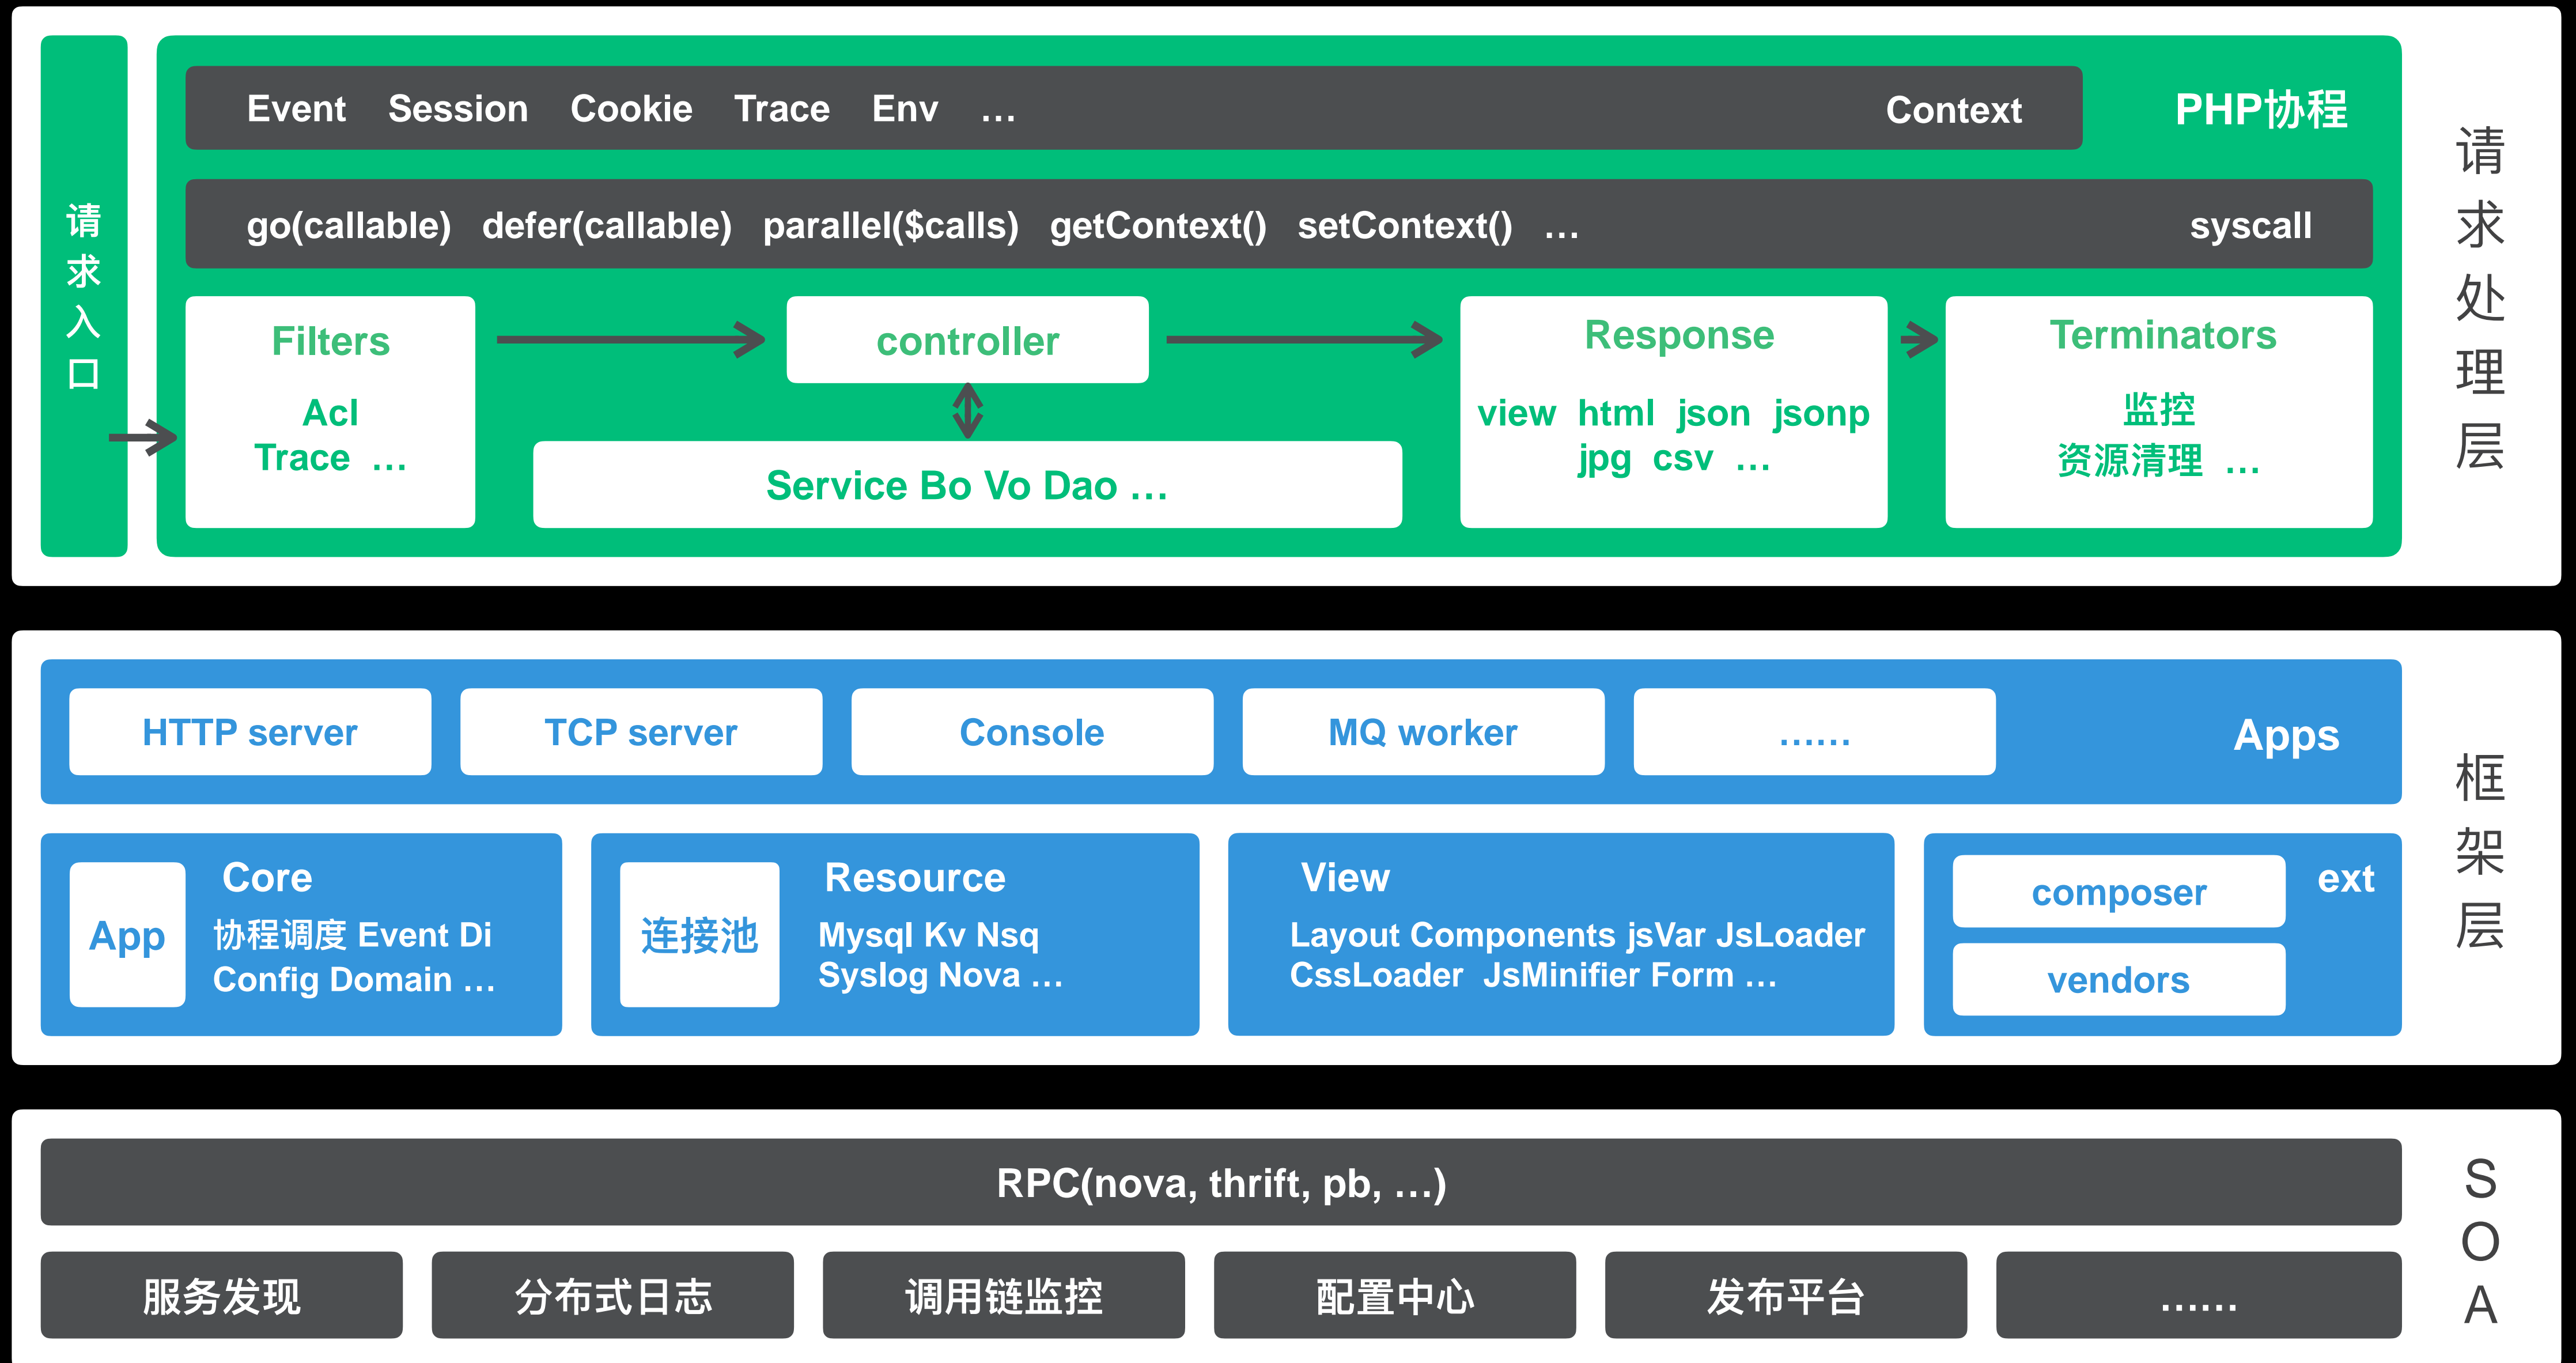 Event Session Cookie Trace Env … Context
PHP协程
go(callable) defer(callable) parallel($calls) getContext() setContext() … syscall
请求入口
Filters
Acl
Trace …
controller
Service Bo Vo Dao …
Response
view html json jsonp
jpg csv …
Terminators
监控
资源清理 …
请求处理层
HTTP server
TCP server
Console
MQ worker
……
Apps
App
Core
协程调度 Event Di
Config Domain …
连接池
Resource
Mysql Kv Nsq
Syslog Nova …
View
Layout Components jsVar JsLoader
CssLoader JsMinifier Form …
composer
vendors
ext
框架层
RPC(nova, thrift, pb, …)
服务发现
分布式日志
调用链监控
配置中心
发布平台
……
SOA